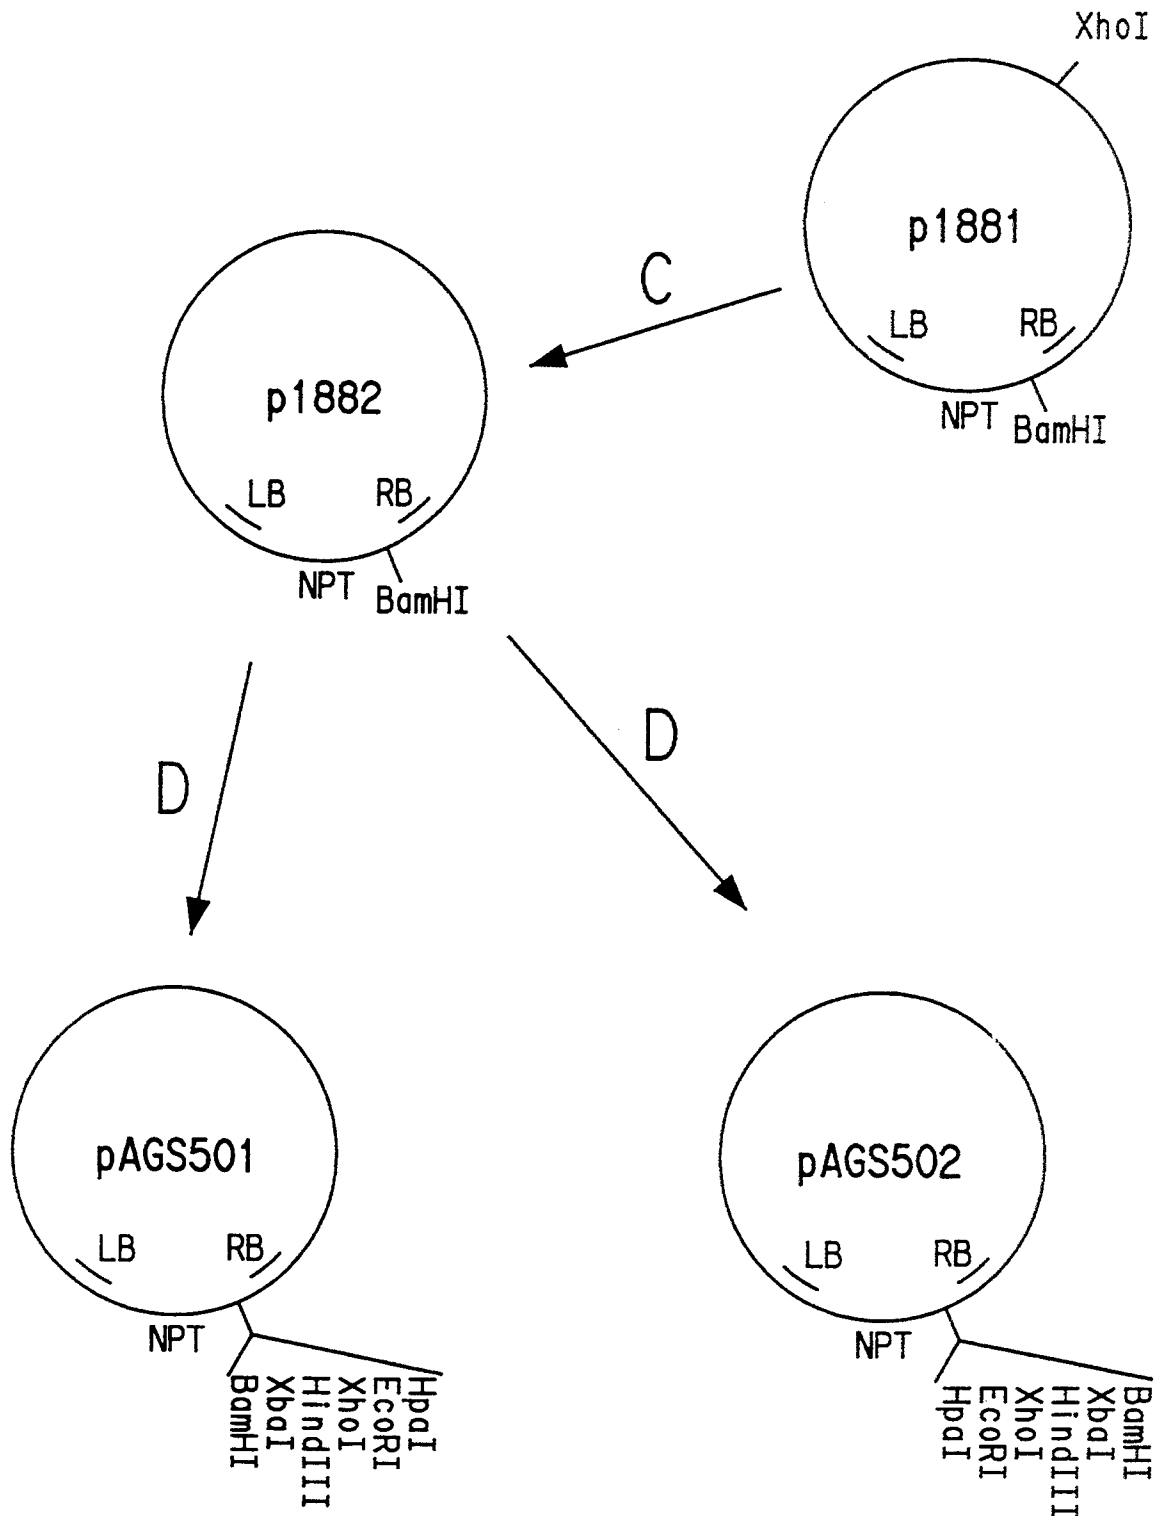 XhoI
p1881
LB
RB
NPT
BamHI
C
p1882
LB
RB
NPT
BamHI
D
D
pAGS501
LB
RB
NPT
BamHI
XbaI
HindIII
XhoI
EcoRI
HpaI
pAGS502
LB
RB
NPT
HpaI
EcoRI
XhoI
HindIII
XbaI
BamHI